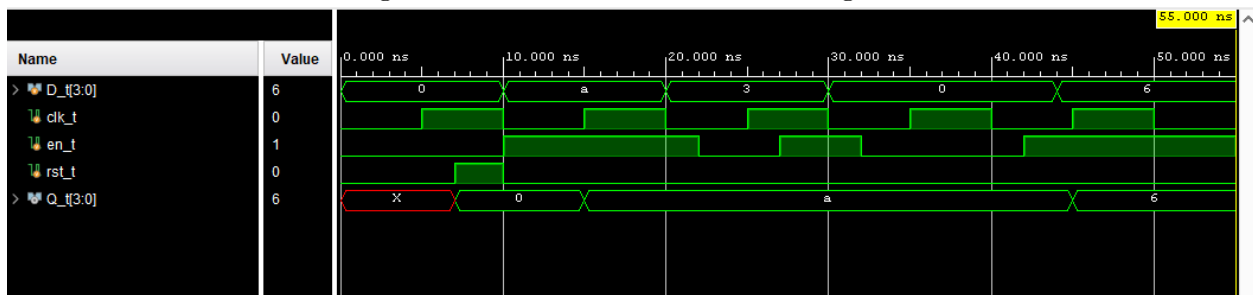 55.000 ns
Name Value 0.000 ns 10.000 ns 20.000 ns 30.000 ns 40.000 ns 50.000 ns
> D_t[3:0] 6 0 a 3 0 6
clk_t 0
en_t 1
rst_t 0
> Q_t[3:0] 6 X 0 a 6